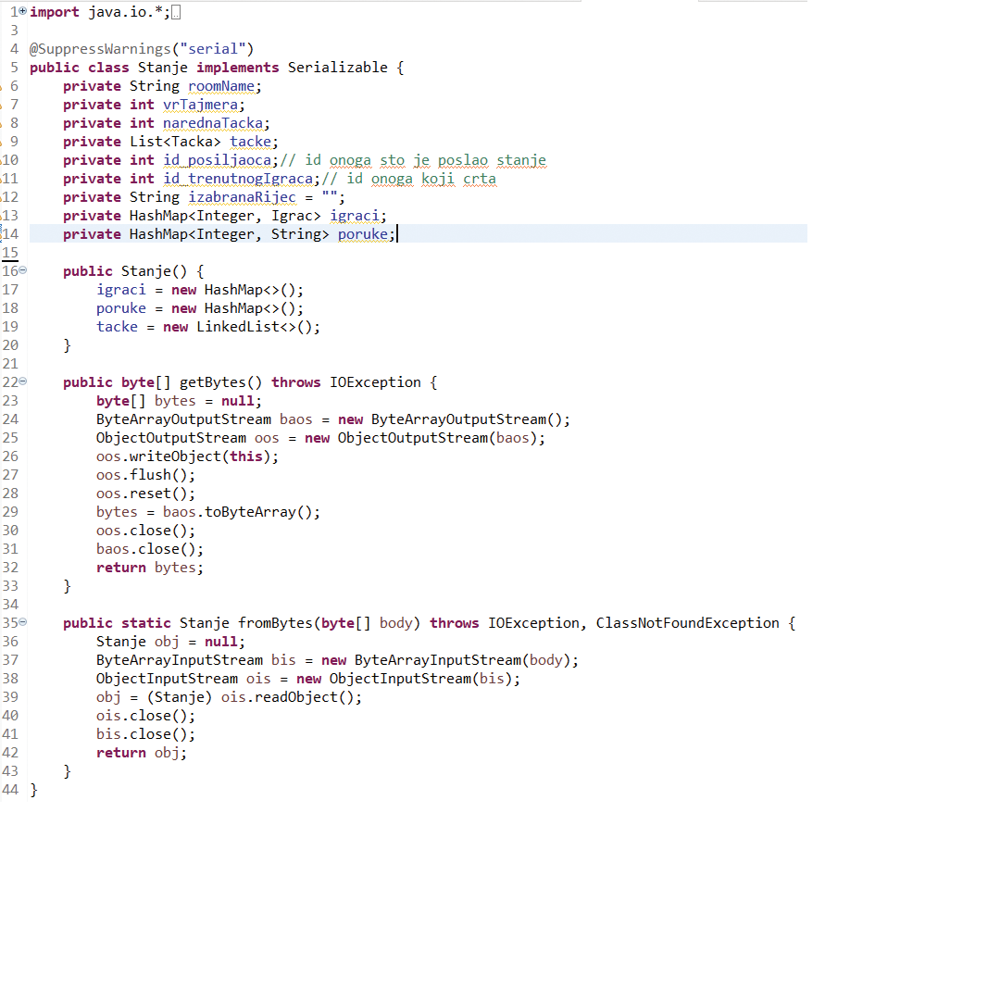 1 import java.io.*;
3
4 @SuppressWarnings("serial")
5 public class Stanje implements Serializable {
6 private String roomName;
7 private int vrTajmera;
8 private int narednaTacka;
9 private List<Tacka> tacke;
10 private int id_posiljaoca;// id onoga sto je poslao stanje
11 private int id_trenutnogIgraca;// id onoga koji crta
12 private String izabranaRijec = "";
13 private HashMap<Integer, Igrac> igraci;
14 private HashMap<Integer, String> poruke;
15
16 public Stanje() {
17 igraci = new HashMap<>();
18 poruke = new HashMap<>();
19 tacke = new LinkedList<>();
20 }
21
22 public byte[] getBytes() throws IOException {
23 byte[] bytes = null;
24 ByteArrayOutputStream baos = new ByteArrayOutputStream();
25 ObjectOutputStream oos = new ObjectOutputStream(baos);
26 oos.writeObject(this);
27 oos.flush();
28 oos.reset();
29 bytes = baos.toByteArray();
30 oos.close();
31 baos.close();
32 return bytes;
33 }
34
35 public static Stanje fromBytes(byte[] body) throws IOException, ClassNotFoundException {
36 Stanje obj = null;
37 ByteArrayInputStream bis = new ByteArrayInputStream(body);
38 ObjectInputStream ois = new ObjectInputStream(bis);
39 obj = (Stanje) ois.readObject();
40 ois.close();
41 bis.close();
42 return obj;
43 }
44 }